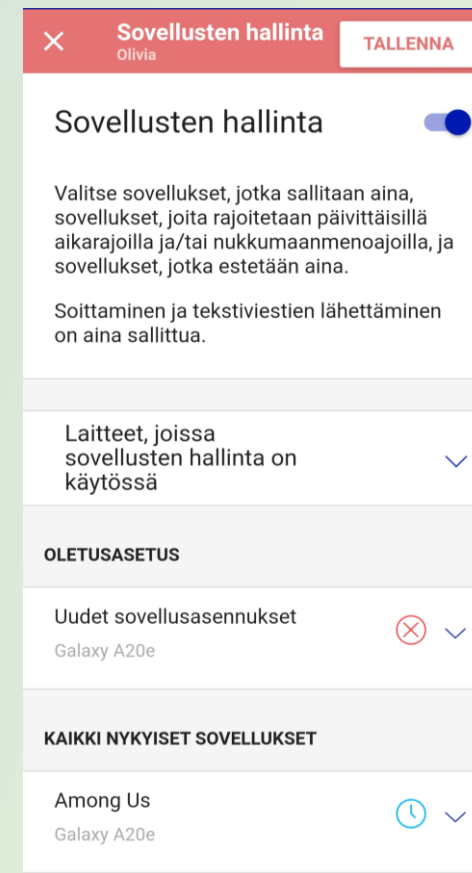 Sovellusten hallinta
Olivia
TALLENNA
Sovellusten hallinta
Valitse sovellukset, jotka sallitaan aina,
sovellukset, joita rajoitetaan päivittäisillä
aikarajoilla ja/tai nukkumaanmenoajoilla, ja
sovellukset, jotka estetään aina.
Soittaminen ja tekstiviestien lähettäminen
on aina sallittua.
Laitteet, joissa
sovellusten hallinta on
käytössä
OLETUSASETUS
Uudet sovellusasennukset
Galaxy A20e
KAIKKI NYKYISET SOVELLUKSET
Among Us
Galaxy A20e